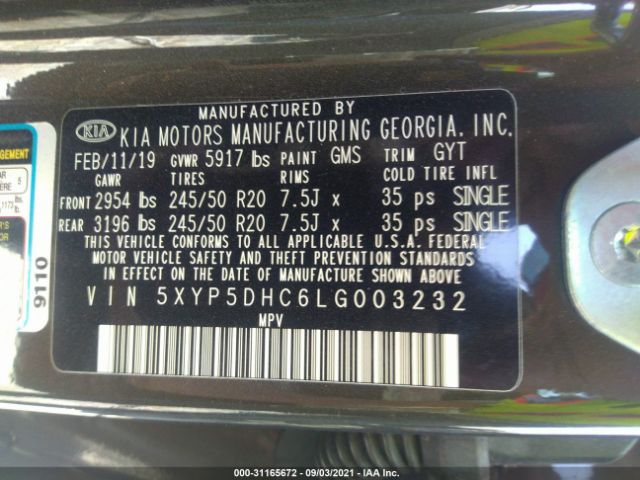 MANUFACTURED BY
KIA KIA MOTORS MANUFACTURING GEORGIA. INC.
FEB/11/19 GVWR 5917 lbs PAINT GMS TRIM GYT
GAWR TIRES RIMS COLD TIRE INFL
FRONT 2954 lbs 245/50 R20 7.5J x 35 ps SINGLE
REAR 3196 lbs 245/50 R20 7.5J x 35 ps SINGLE
THIS VEHICLE CONFORMS TO ALL APPLICABLE U.S.A. FEDERAL
MOTOR VEHICLE SAFETY AND THEFT PREVENTION STANDARDS
IN EFFECT ON THE DATE OF MANUFACTURE SHOWN ABOVE.
VIN 5XYP5DHC6LG003232
MPV
9110
000-31165672 - 09/03/2021 - IAA Inc.